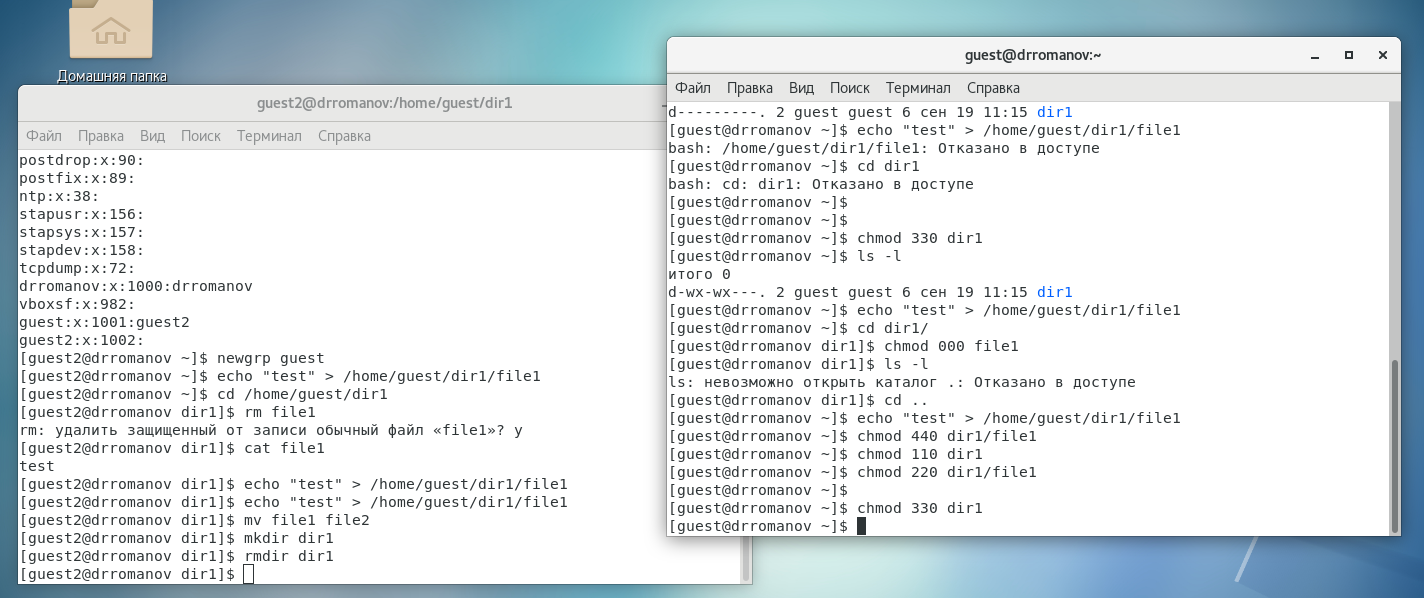 Домашняя папка
guest2@drromanov:/home/guest/dir1
Файл Правка Вид Поиск Терминал Справка
postdrop:x:90:
postfix:x:89:
ntp:x:38:
stapusr:x:156:
stapsys:x:157:
stapdev:x:158:
tcpdump:x:72:
drromanov:x:1000:drromanov
vboxsf:x:982:
guest:x:1001:guest2
guest2:x:1002:
[guest2@drromanov ~]$ newgrp guest
[guest2@drromanov ~]$ echo "test" > /home/guest/dir1/file1
[guest2@drromanov ~]$ cd /home/guest/dir1
[guest2@drromanov dir1]$ rm file1
rm: удалить защищенный от записи обычный файл «file1»? y
[guest2@drromanov dir1]$ cat file1
test
[guest2@drromanov dir1]$ echo "test" > /home/guest/dir1/file1
[guest2@drromanov dir1]$ echo "test" > /home/guest/dir1/file1
[guest2@drromanov dir1]$ mv file1 file2
[guest2@drromanov dir1]$ mkdir dir1
[guest2@drromanov dir1]$ rmdir dir1
[guest2@drromanov dir1]$
guest@drromanov:~
Файл Правка Вид Поиск Терминал Справка
d---------. 2 guest guest 6 сен 19 11:15 dir1
[guest@drromanov ~]$ echo "test" > /home/guest/dir1/file1
bash: /home/guest/dir1/file1: Отказано в доступе
[guest@drromanov ~]$ cd dir1
bash: cd: dir1: Отказано в доступе
[guest@drromanov ~]$
[guest@drromanov ~]$
[guest@drromanov ~]$ chmod 330 dir1
[guest@drromanov ~]$ ls -l
итого 0
d-wx-wx---. 2 guest guest 6 сен 19 11:15 dir1
[guest@drromanov ~]$ echo "test" > /home/guest/dir1/file1
[guest@drromanov ~]$ cd dir1/
[guest@drromanov dir1]$ chmod 000 file1
[guest@drromanov dir1]$ ls -l
ls: невозможно открыть каталог .: Отказано в доступе
[guest@drromanov dir1]$ cd ..
[guest@drromanov ~]$ echo "test" > /home/guest/dir1/file1
[guest@drromanov ~]$ chmod 440 dir1/file1
[guest@drromanov ~]$ chmod 110 dir1
[guest@drromanov ~]$ chmod 220 dir1/file1
[guest@drromanov ~]$
[guest@drromanov ~]$ chmod 330 dir1
[guest@drromanov ~]$